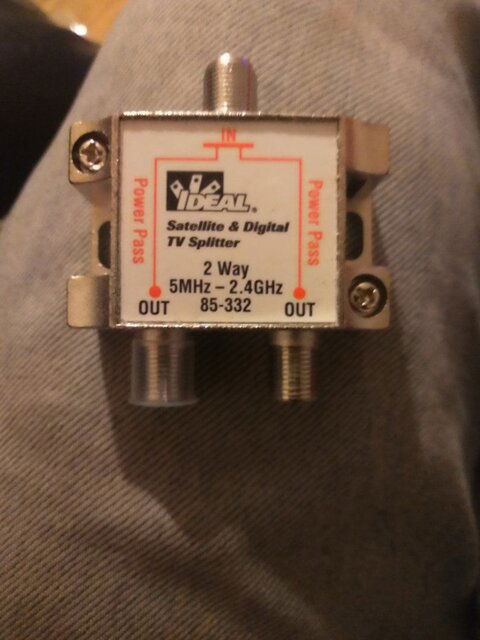 IN
Power Pass
Power Pass
IDEAL®
Satellite & Digital
TV Splitter
2 Way
5MHz – 2.4GHz
OUT 85-332 OUT